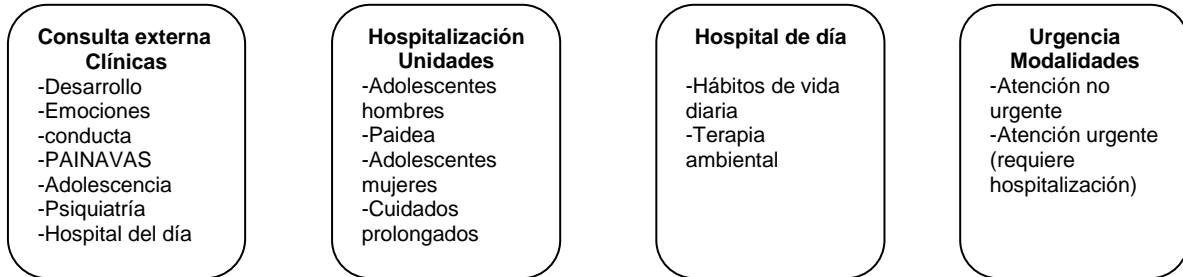 Consulta externa
Clínicas
-Desarrollo
-Emociones
-conducta
-PAINAVAS
-Adolescencia
-Psiquiatría
-Hospital del día
Hospitalización
Unidades
-Adolescentes
hombres
-Paidea
-Adolescentes
mujeres
-Cuidados
prolongados
Hospital de día
-Hábitos de vida
diaria
-Terapia
ambiental
Urgencia
Modalidades
-Atención no
urgente
-Atención urgente
(requiere
hospitalización)